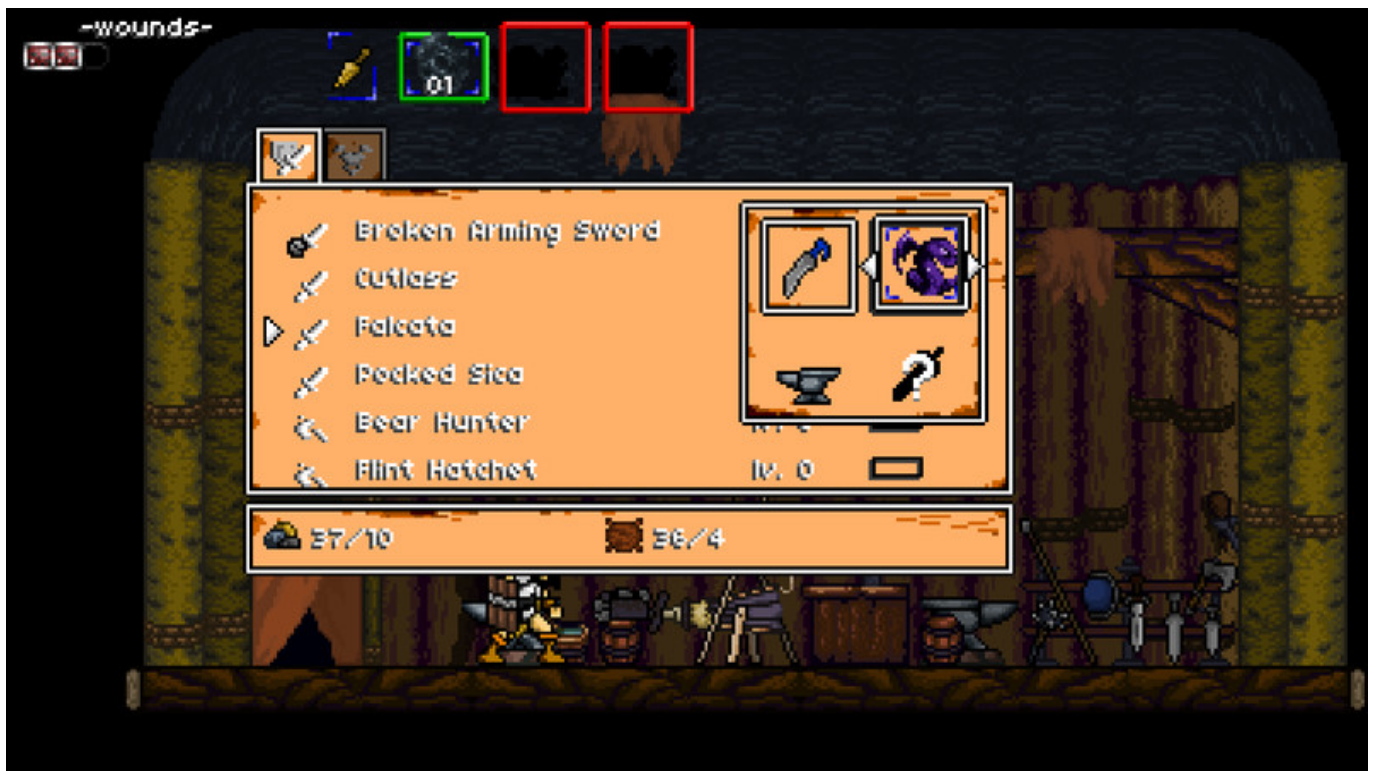 -wounds-
01
Broken Arming Sword
Cutlass
Falcata
Pocked Sica
Bear Hunter
Flint Hatchet lv. 0
37/10 36/4